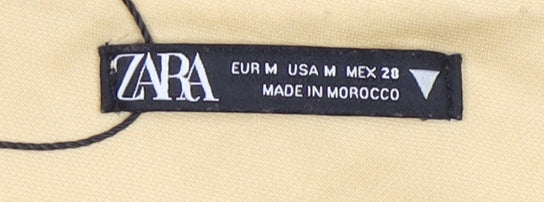 ZARA
EUR M USA M MEX 28
MADE IN MOROCCO